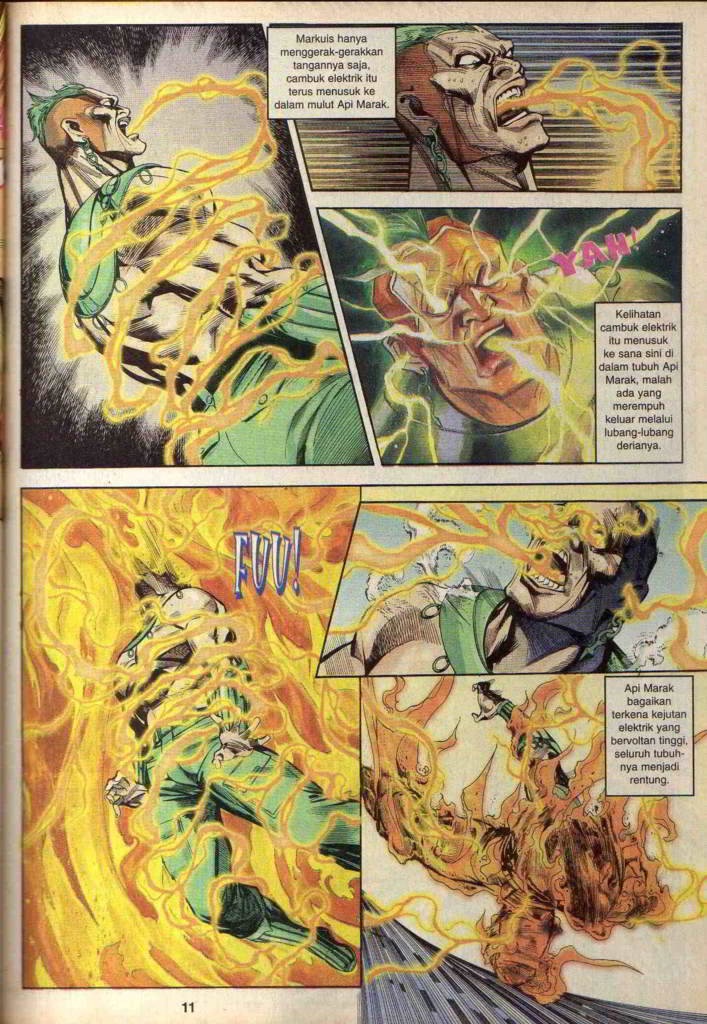 Markuis hanya
menggerak-gerakkan
tangannya saja,
cambuk elektrik itu
terus menusuk ke
dalam mulut Api Marak.
YAH!
Kelihatan
cambuk elektrik
itu menusuk
ke sana sini di
dalam tubuh Api
Marak, malah
ada yang
merempuh
keluar melalui
lubang-lubang
derianya.
FUU!
Api Marak
bagaikan
terkena kejutan
elektrik yang
bervoltan tinggi,
seluruh tubuh-
nya menjadi
rentung.
11